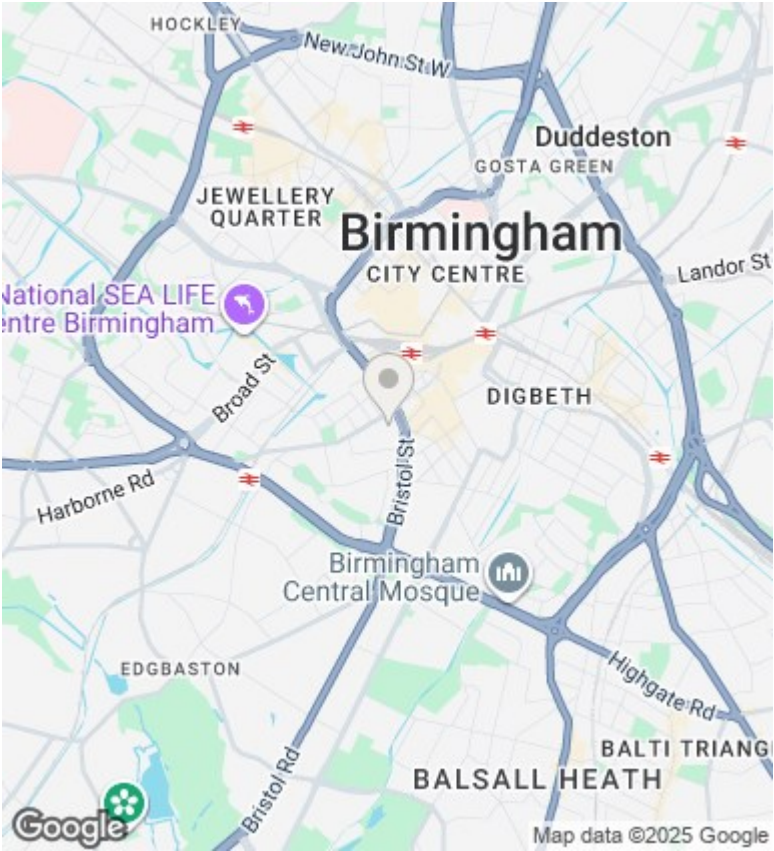 HOCKLEY
New John St W
Duddeston
GOSTA GREEN
JEWELLERY
QUARTER
Birmingham
CITY CENTRE
Landor St
National SEA LIFE
entre Birmingham
Broad St
DIGBETH
Harborne Rd
Bristol St
Birmingham
Central Mosque
EDGBASTON
Highgate Rd
Bristol Rd
BALTI TRIANG
BALSALL HEATH
Google
Map data ©2025 Google